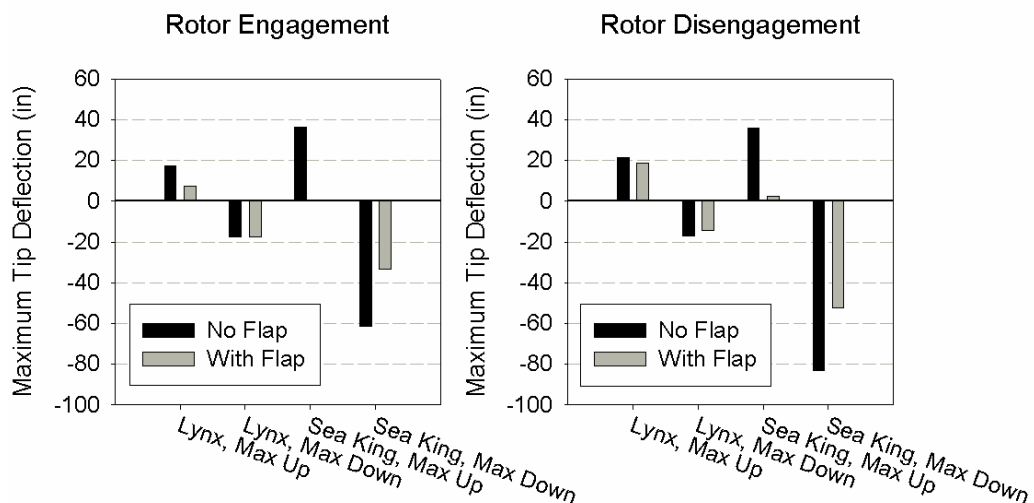 Rotor Engagement
Maximum Tip Deflection (in)
60
40
20
0
-20
-40
-60
-80
-100
No Flap
With Flap
Lynx, Max Up
Lynx, Max Down
Sea King, Max Up
Sea King, Max Down
Rotor Disengagement
Maximum Tip Deflection (in)
60
40
20
0
-20
-40
-60
-80
-100
No Flap
With Flap
Lynx, Max Up
Lynx, Max Down
Sea King, Max Up
Sea King, Max Down